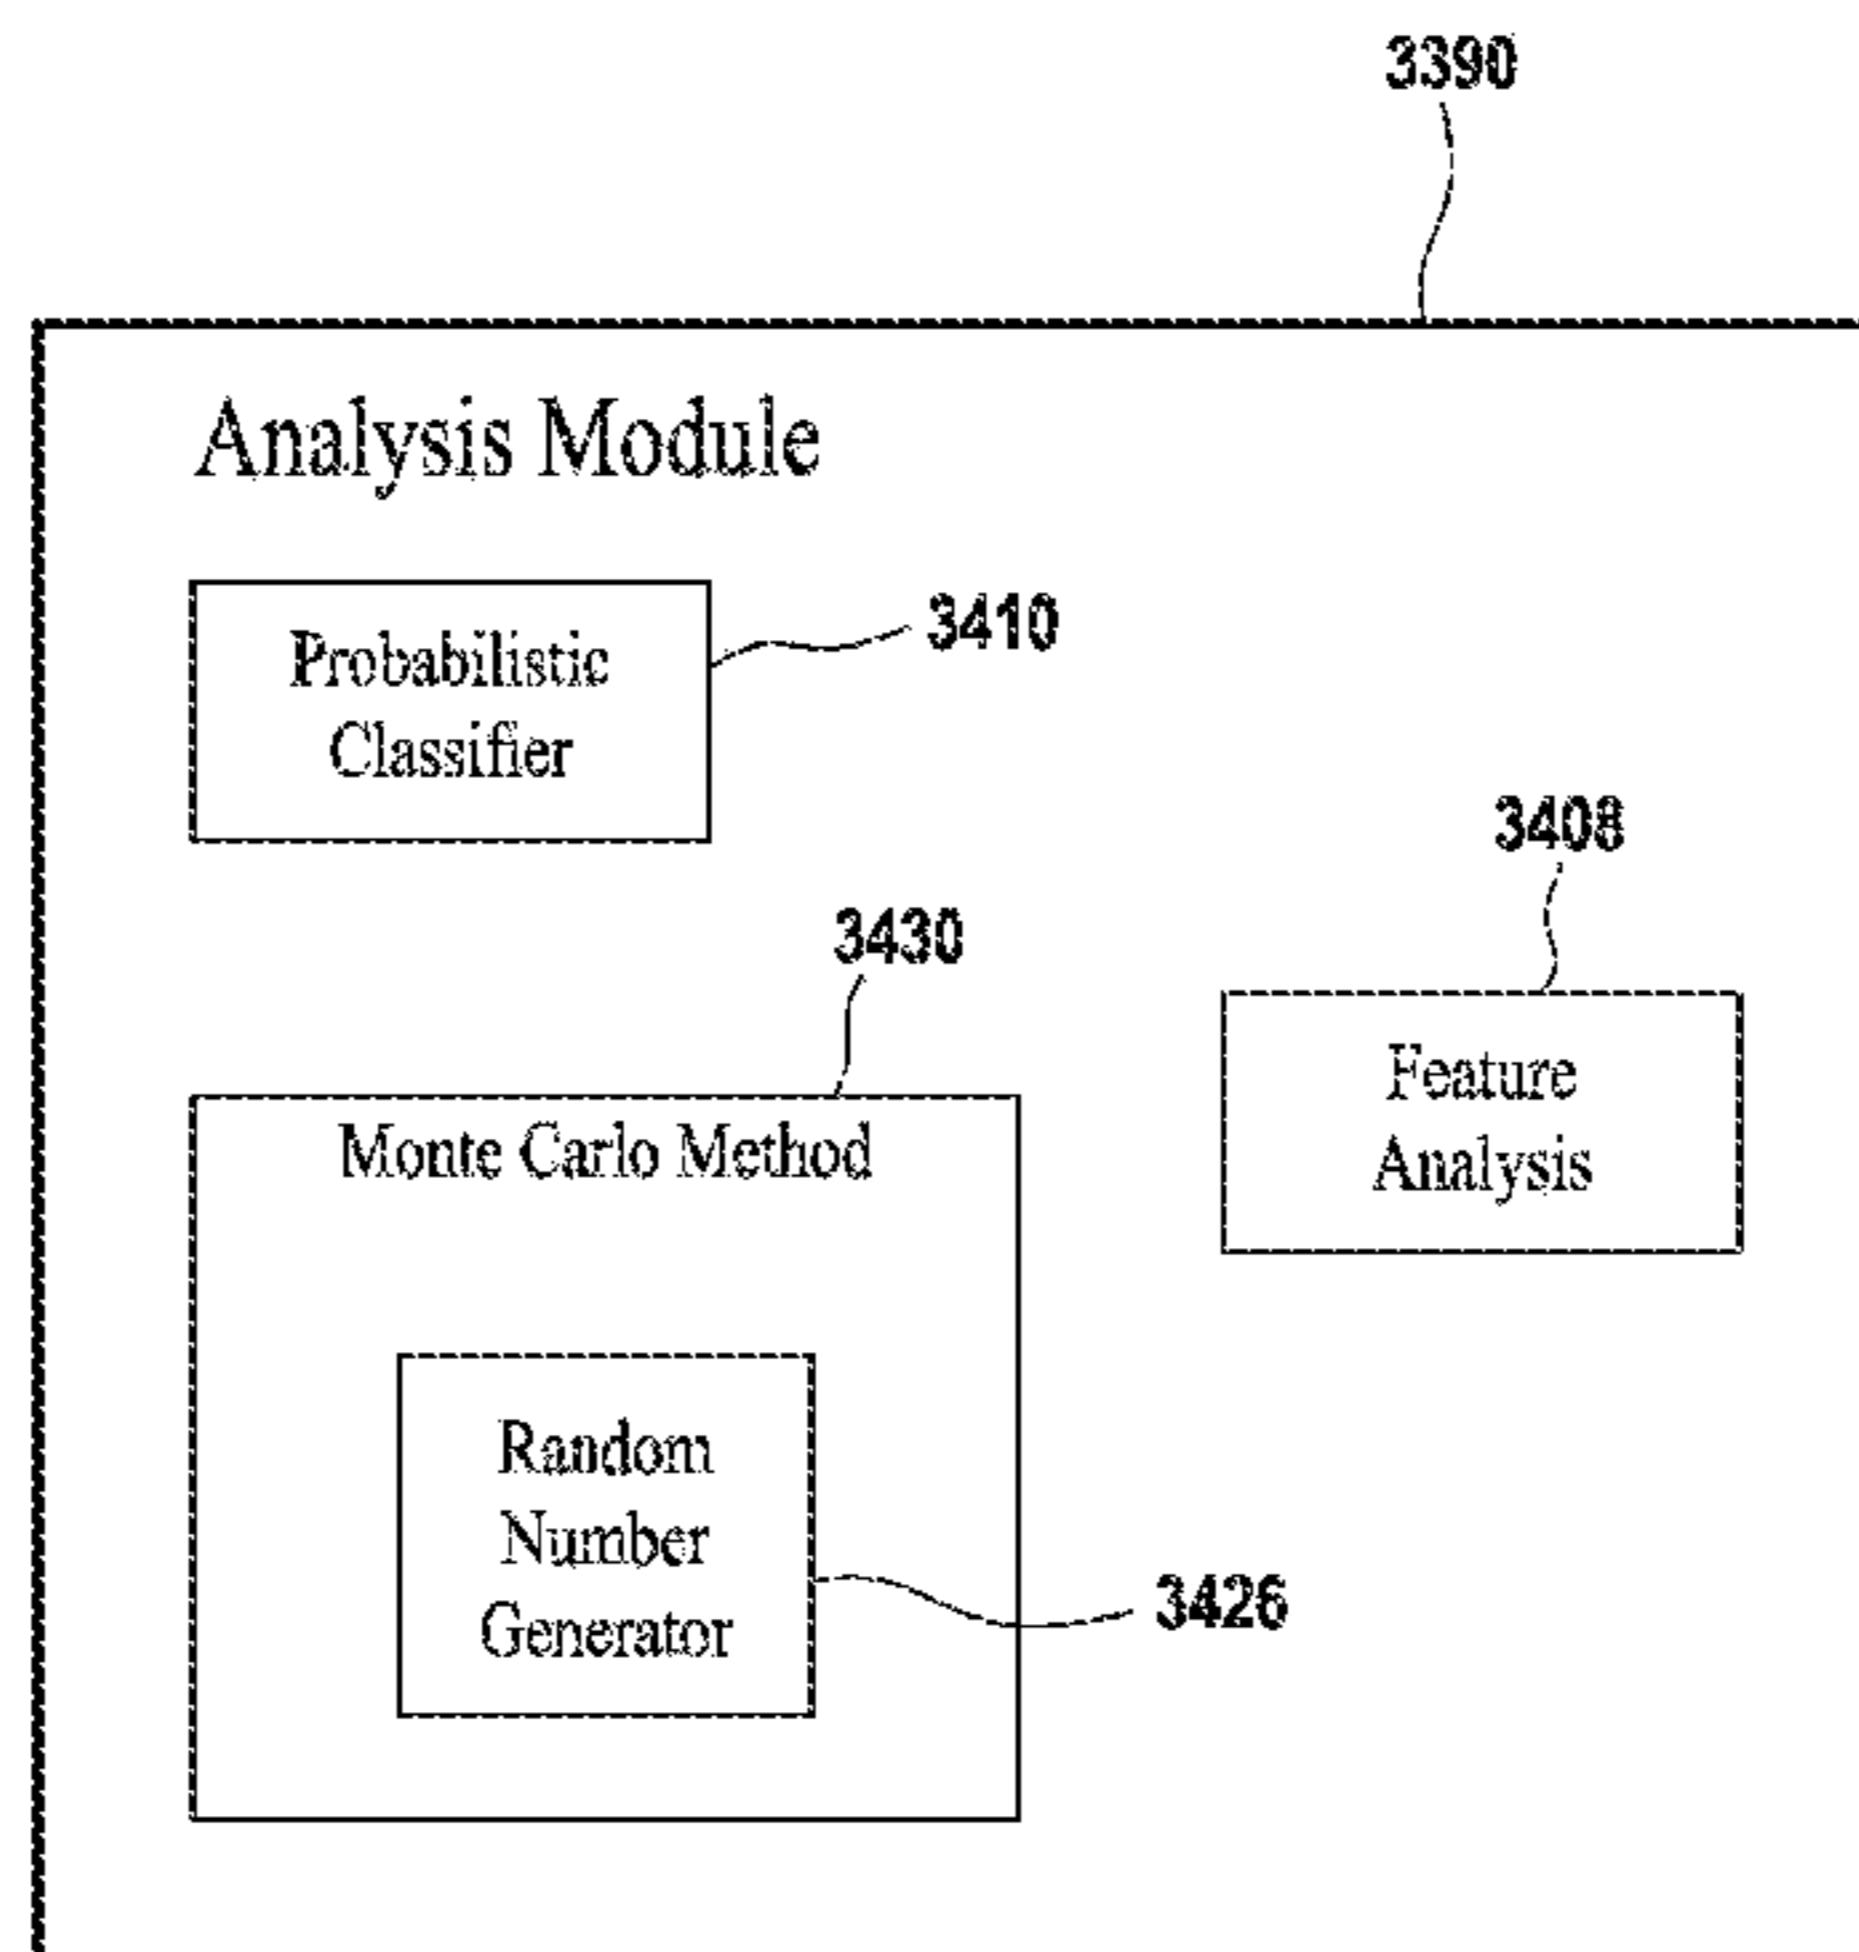 3390
Analysis Module
Probabilistic
Classifier
3410
3408
3430
Feature
Analysis
Monte Carlo Method
Random
Number
Generator
3426